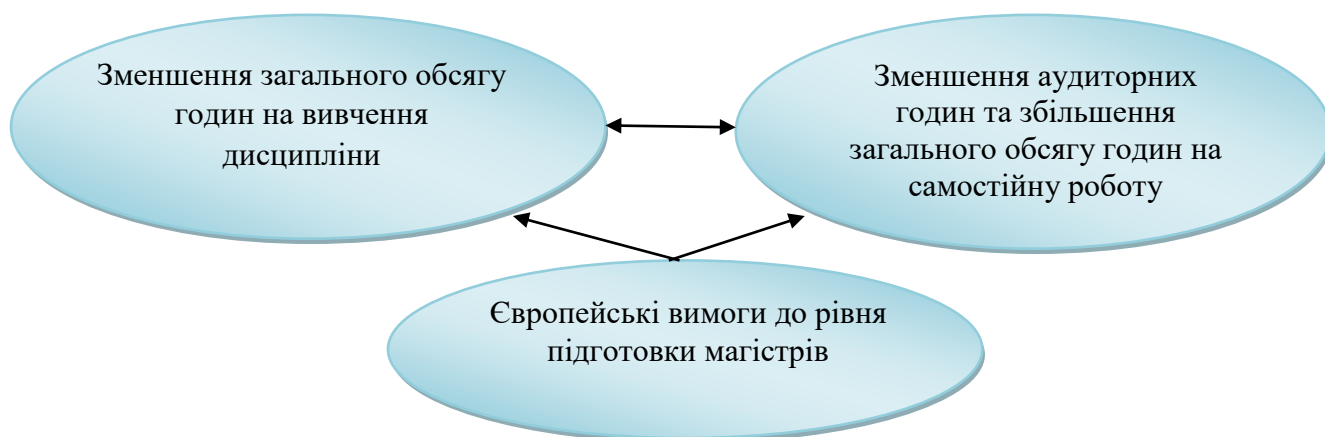 Зменшення загального обсягу
годин на вивчення
дисципліни
Зменшення аудиторних
годин та збільшення
загального обсягу годин на
самостійну роботу
Європейські вимоги до рівня
підготовки магістрів